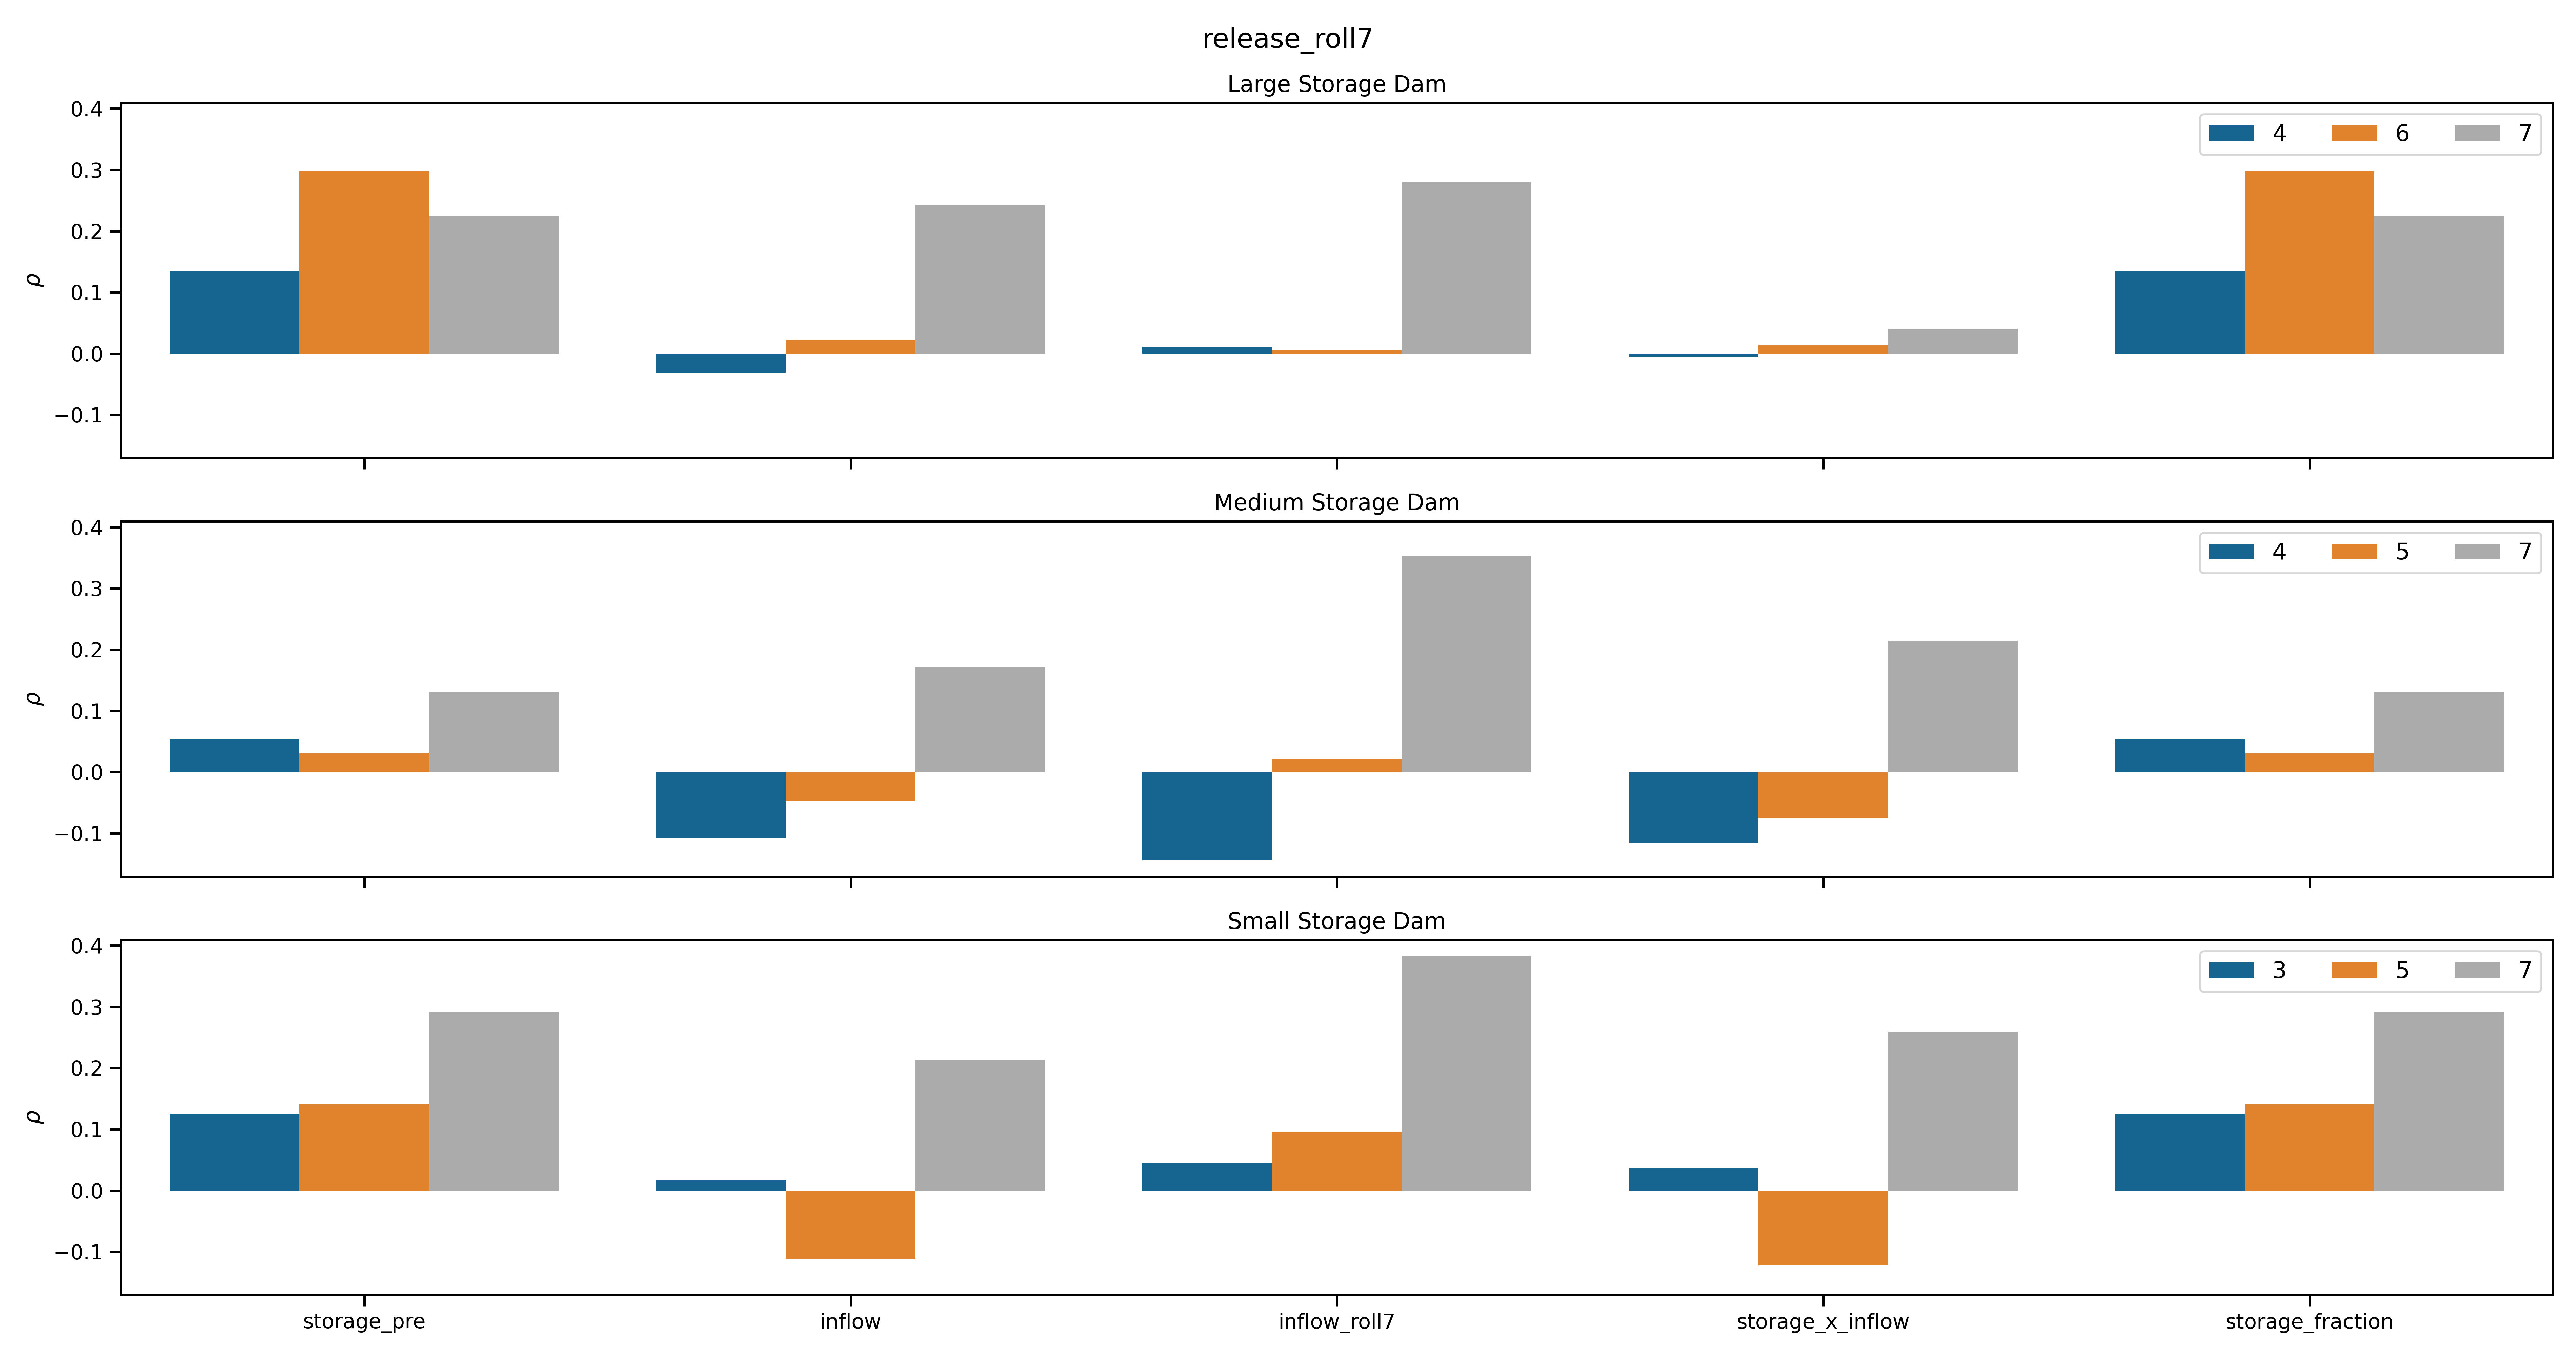 release_roll7
Large Storage Dam
0.4
0.3
0.2
0.1
0.0
−0.1
ρ
4 6 7
Medium Storage Dam
0.4
0.3
0.2
0.1
0.0
−0.1
ρ
4 5 7
Small Storage Dam
0.4
0.3
0.2
0.1
0.0
−0.1
ρ
3 5 7
storage_pre inflow inflow_roll7 storage_x_inflow storage_fraction